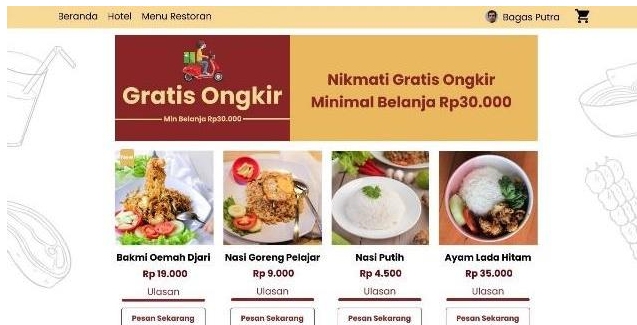 Beranda Hotel Menu Restoran Bagas Putra
Gratis Ongkir
Min Belanja Rp30.000
Nikmati Gratis Ongkir
Minimal Belanja Rp30.000
Bakmi Oemah Djari Nasi Goreng Pelajar Nasi Putih Ayam Lada Hitam
Rp 19.000 Rp 9.000 Rp 4.500 Rp 35.000
Ulasan Ulasan Ulasan Ulasan
Pesan Sekarang Pesan Sekarang Pesan Sekarang Pesan Sekarang